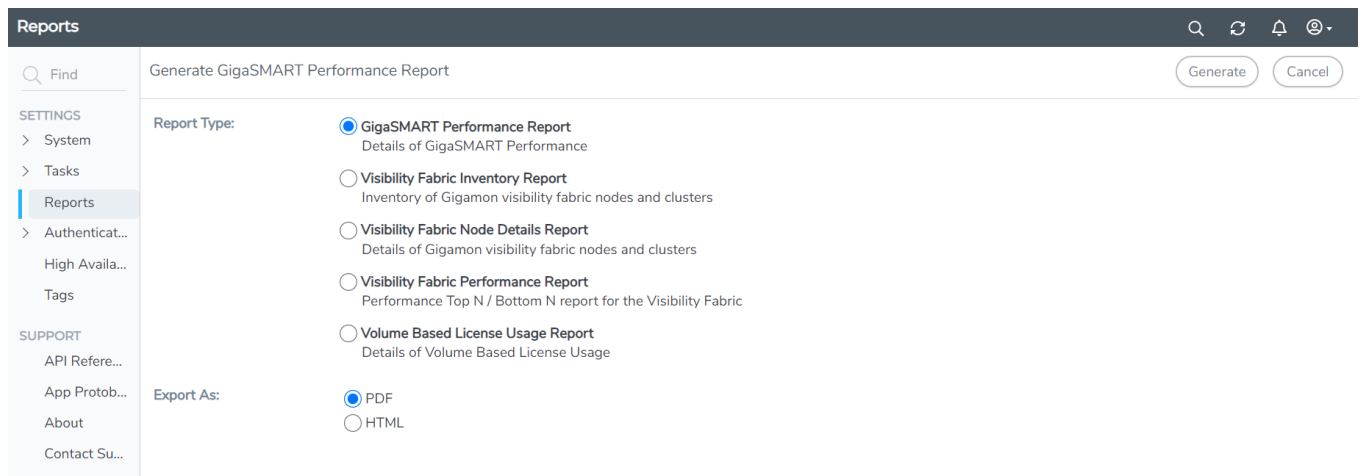 Reports
Find
Generate GigaSMART Performance Report
Generate
Cancel
SETTINGS
System
Tasks
Reports
Authenticat...
High Availa...
Tags
SUPPORT
API Refere...
App Protob...
About
Contact Su...
Report Type:
GigaSMART Performance Report
Details of GigaSMART Performance
Visibility Fabric Inventory Report
Inventory of Gigamon visibility fabric nodes and clusters
Visibility Fabric Node Details Report
Details of Gigamon visibility fabric nodes and clusters
Visibility Fabric Performance Report
Performance Top N / Bottom N report for the Visibility Fabric
Volume Based License Usage Report
Details of Volume Based License Usage
Export As:
PDF
HTML